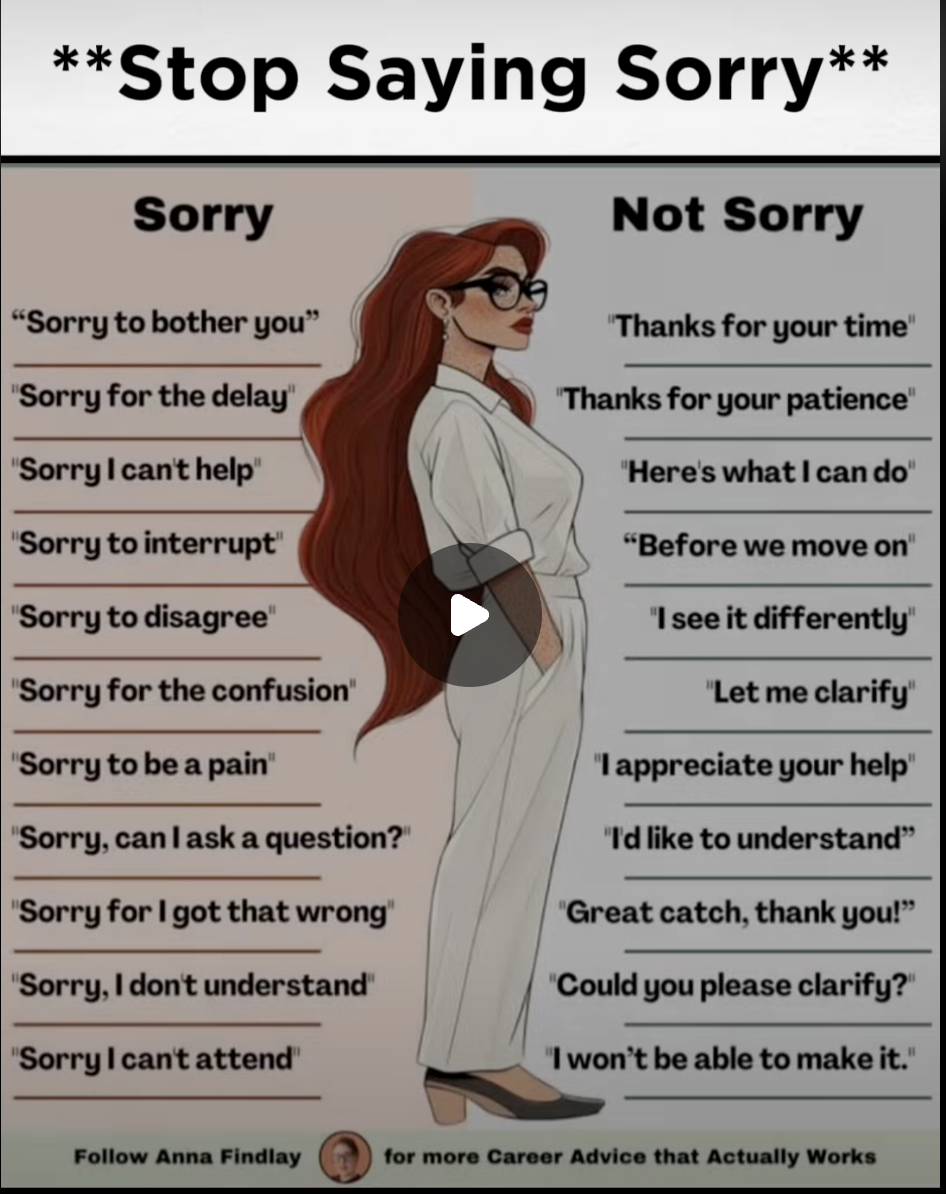 **Stop Saying Sorry**
Sorry
Not Sorry
“Sorry to bother you”
"Thanks for your time"
"Sorry for the delay"
"Thanks for your patience"
"Sorry I can't help"
"Here's what I can do"
"Sorry to interrupt"
“Before we move on"
"Sorry to disagree"
"I see it differently"
"Sorry for the confusion"
"Let me clarify"
"Sorry to be a pain"
"I appreciate your help"
"Sorry, can I ask a question?"
"I'd like to understand”
"Sorry for I got that wrong"
"Great catch, thank you!”
"Sorry, I don't understand"
"Could you please clarify?"
"Sorry I can't attend"
"I won’t be able to make it."
Follow Anna Findlay for more Career Advice that Actually Works